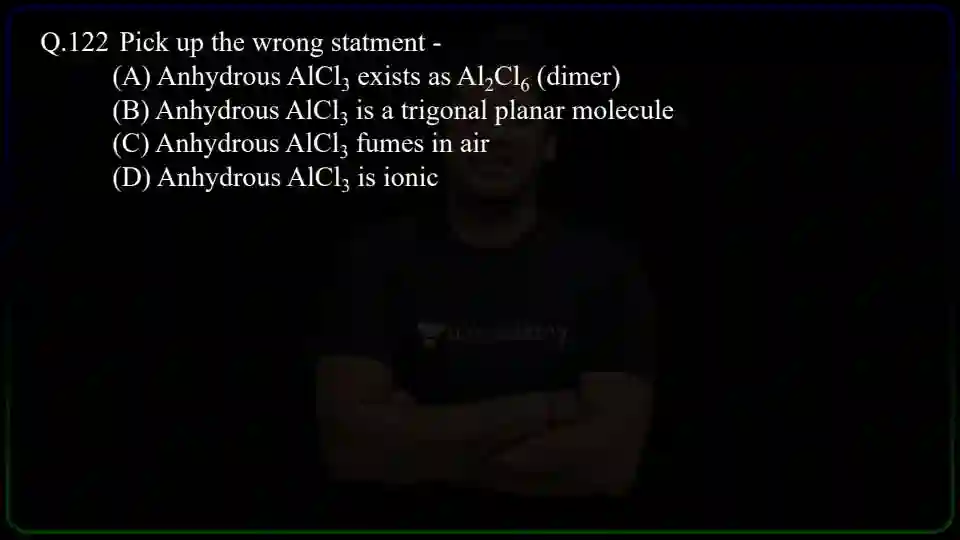 Q.122 Pick up the wrong statment -
(A) Anhydrous AlCl₃ exists as Al₂Cl₆ (dimer)
(B) Anhydrous AlCl₃ is a trigonal planar molecule
(C) Anhydrous AlCl₃ fumes in air
(D) Anhydrous AlCl₃ is ionic